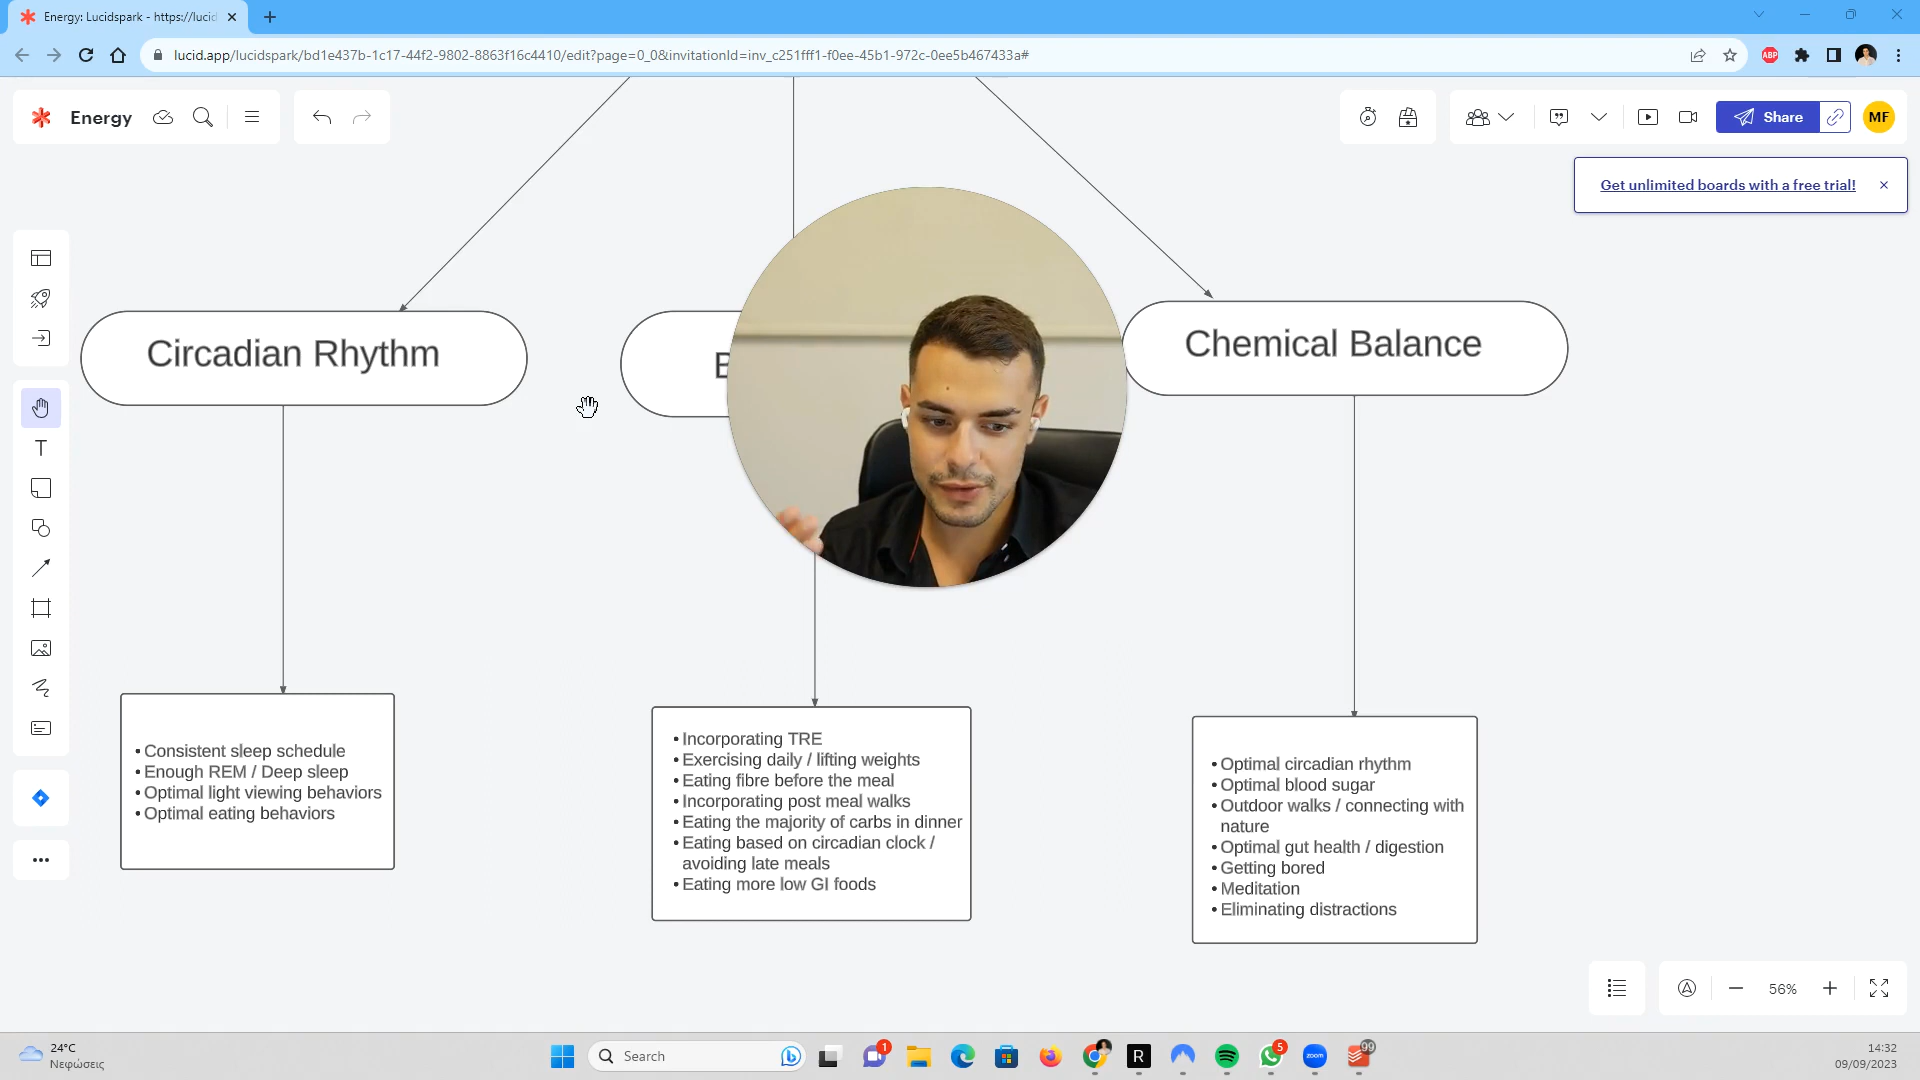 Energy: Lucidspark - https://lucid
lucid.app/lucidspark/bd1e437b-1c17-44f2-9802-8863f16c4410/edit?page=0_0&invitationId=inv_c251fff1-f0ee-45b1-972c-0ee5b467433a#
ABP
Energy
Share
MF
Get unlimited boards with a free trial!
Circadian Rhythm
Chemical Balance
• Consistent sleep schedule
• Enough REM / Deep sleep
• Optimal light viewing behaviors
• Optimal eating behaviors
• Incorporating TRE
• Exercising daily / lifting weights
• Eating fibre before the meal
• Incorporating post meal walks
• Eating the majority of carbs in dinner
• Eating based on circadian clock /
avoiding late meals
• Eating more low GI foods
• Optimal circadian rhythm
• Optimal blood sugar
• Outdoor walks / connecting with
nature
• Optimal gut health / digestion
• Getting bored
• Meditation
• Eliminating distractions
56%
24°C
Νεφώσεις
Search
1
R
5
zoom
99
14:32
09/09/2023